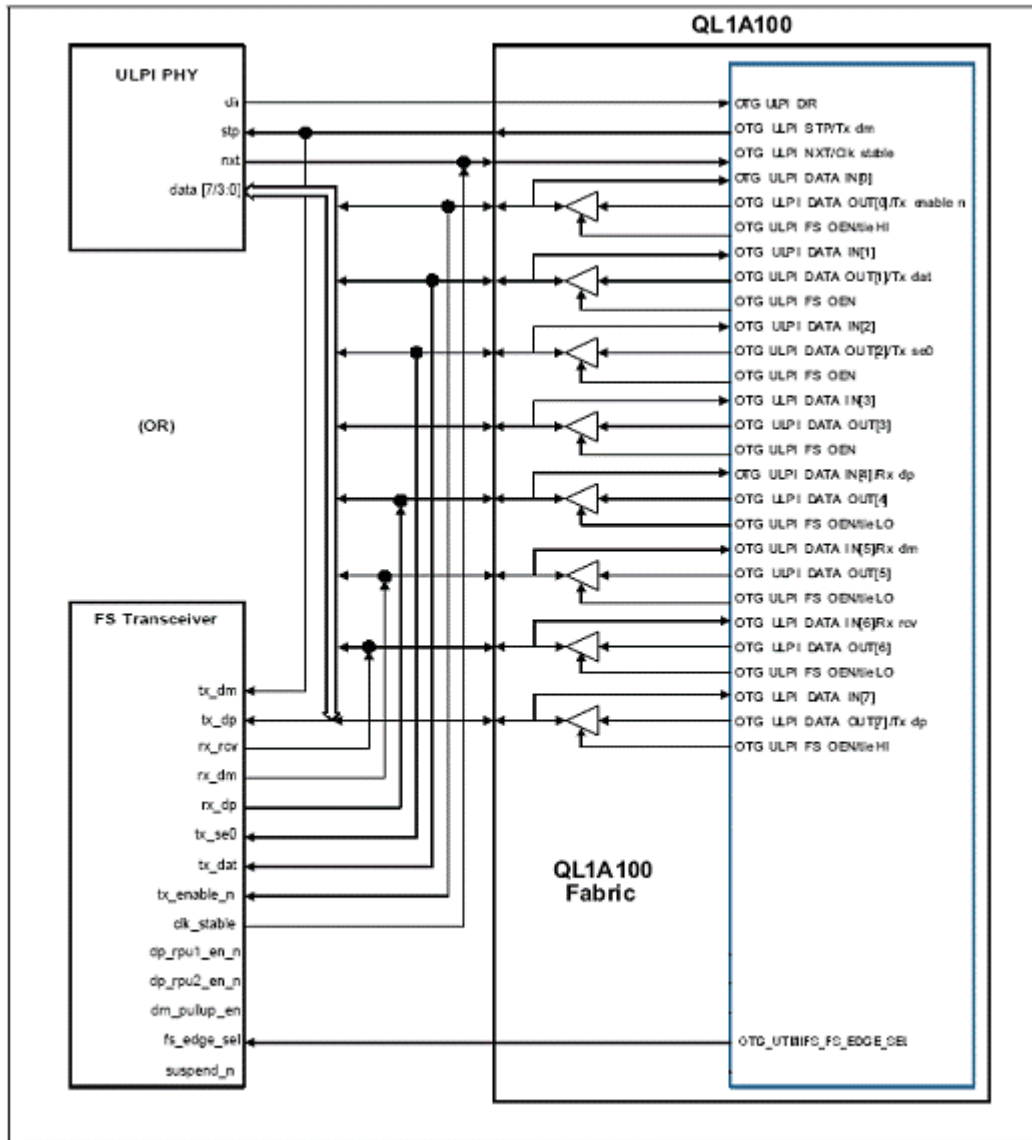 QL1A100
ULPI PHY
dir
stp
nxt
data [7/3:0]
(OR)
FS Transceiver
tx_dm
tx_dp
rx_rcv
rx_dm
rx_dp
tx_se0
tx_dat
tx_enable_n
clk_stable
dp_rpu1_en_n
dp_rpu2_en_n
dm_pullup_en
fs_edge_sel
suspend_n
OTG ULPI DIR
OTG ULPI STP/Tx dm
OTG ULPI NXT/Clk stable
OTG ULPI DATA IN[0]
OTG ULPI DATA OUT[0]/Tx enable n
OTG ULPI FS OEN/tie HI
OTG ULPI DATA IN[1]
OTG ULPI DATA OUT[1]/Tx dat
OTG ULPI FS OEN
OTG ULPI DATA IN[2]
OTG ULPI DATA OUT[2]/Tx se0
OTG ULPI FS OEN
OTG ULPI DATA IN[3]
OTG ULPI DATA OUT[3]
OTG ULPI FS OEN
OTG ULPI DATA IN[4]/Rx dp
OTG ULPI DATA OUT[4]
OTG ULPI FS OEN/tie LO
OTG ULPI DATA IN[5]/Rx dm
OTG ULPI DATA OUT[5]
OTG ULPI FS OEN/tie LO
OTG ULPI DATA IN[6]/Rx rcv
OTG ULPI DATA OUT[6]
OTG ULPI FS OEN/tie LO
OTG ULPI DATA IN[7]
OTG ULPI DATA OUT[7]/Tx dp
OTG ULPI FS OEN/tie HI
QL1A100
Fabric
OTG_UTMIFS_FS_EDGE_SEL